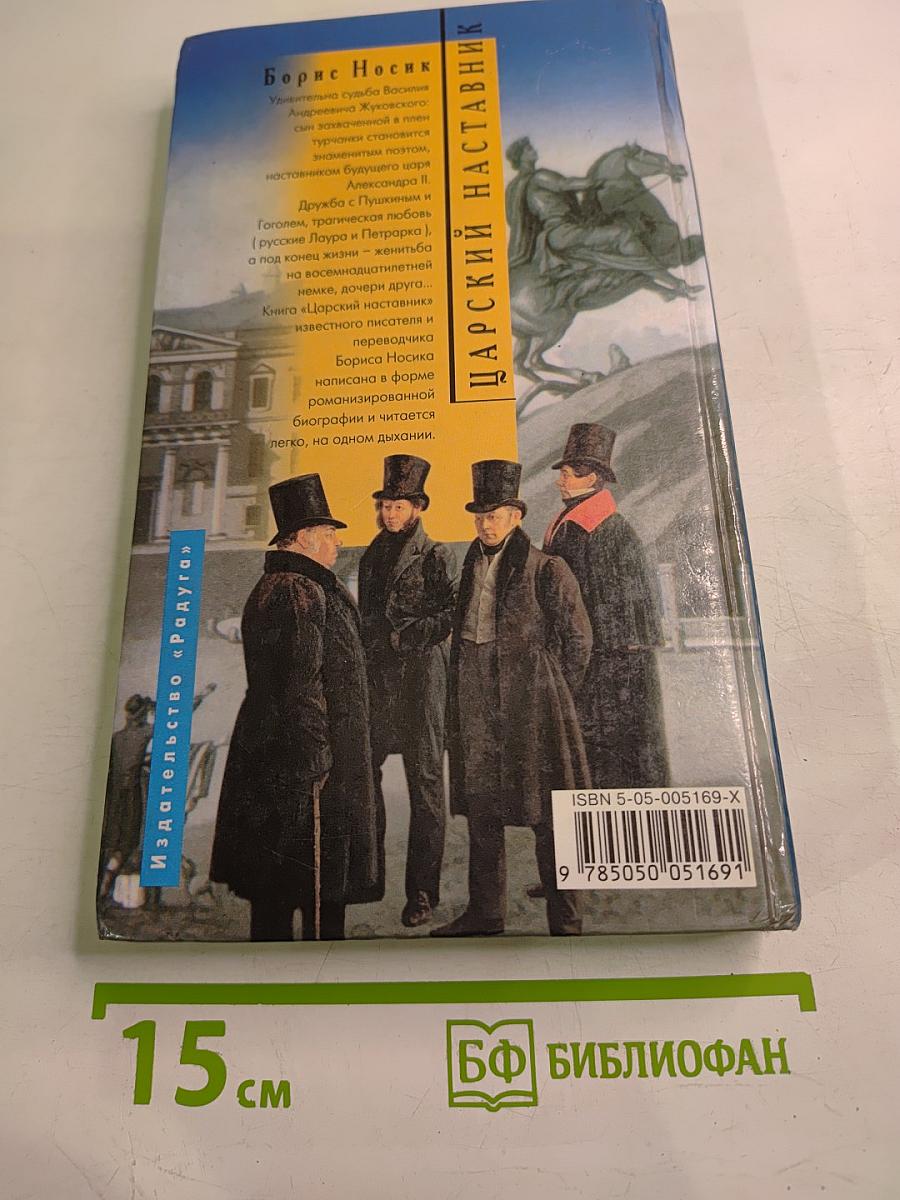 Борис Носик
Удивительна судьба Василия
Андреевича Жуковского:
сын захваченной в плен
турчанки становится
знаменитым поэтом,
наставником будущего царя
Александра II.
Дружба с Пушкиным и
Гоголем, трагическая любовь
( русские Лаура и Петрарка ),
а под конец жизни – женитьба
на восемнадцатилетней
немке, дочери друга...
Книга «Царский наставник»
известного писателя и
переводчика
Бориса Носика
написана в форме
романизированной
биографии и читается
легко, на одном дыхании.
ЦАРСКИЙ НАСТАВНИК
Издательство «Радуга»
ISBN 5-05-005169-X
9 785050 051691
15 см
БФ БИБЛИОФАН